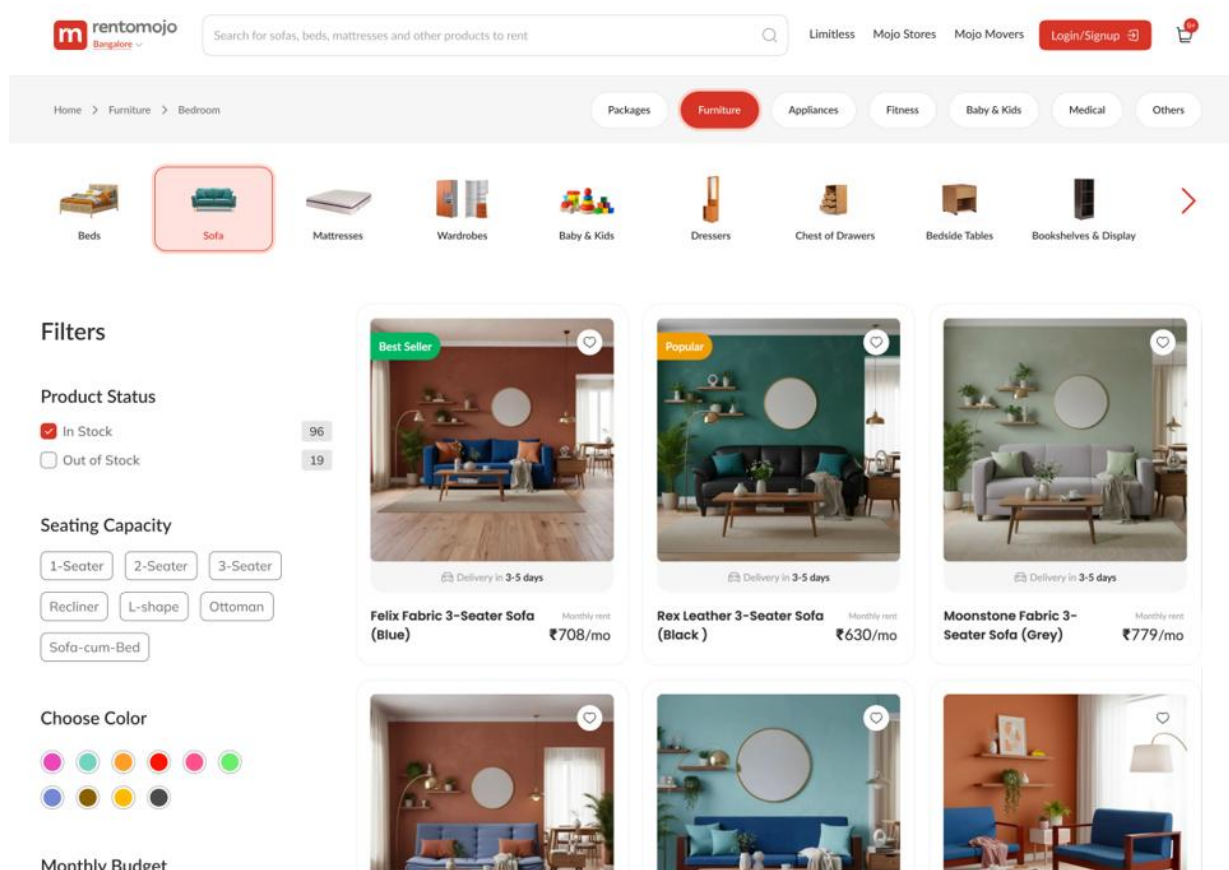 m rentomojo
Bangalore
Search for sofas, beds, mattresses and other products to rent
Limitless Mojo Stores Mojo Movers Login/Signup 9+
Home > Furniture > Bedroom
Packages Furniture Appliances Fitness Baby & Kids Medical Others
Beds Sofa Mattresses Wardrobes Baby & Kids Dressers Chest of Drawers Bedside Tables Bookshelves & Display
Filters
Product Status
In Stock 96
Out of Stock 19
Seating Capacity
1-Seater 2-Seater 3-Seater
Recliner L-shape Ottoman
Sofa-cum-Bed
Choose Color
Monthly Budget
Best Seller
Delivery in 3-5 days
Felix Fabric 3-Seater Sofa
(Blue)
Monthly rent
₹708/mo
Popular
Delivery in 3-5 days
Rex Leather 3-Seater Sofa
(Black )
Monthly rent
₹630/mo
Delivery in 3-5 days
Moonstone Fabric 3-
Seater Sofa (Grey)
Monthly rent
₹779/mo